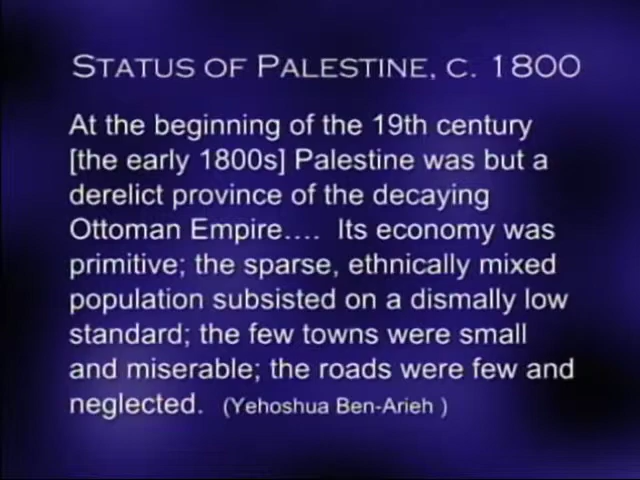 STATUS OF PALESTINE, C. 1800
At the beginning of the 19th century
[the early 1800s] Palestine was but a
derelict province of the decaying
Ottoman Empire.... Its economy was
primitive; the sparse, ethnically mixed
population subsisted on a dismally low
standard; the few towns were small
and miserable; the roads were few and
neglected. (Yehoshua Ben-Arieh )